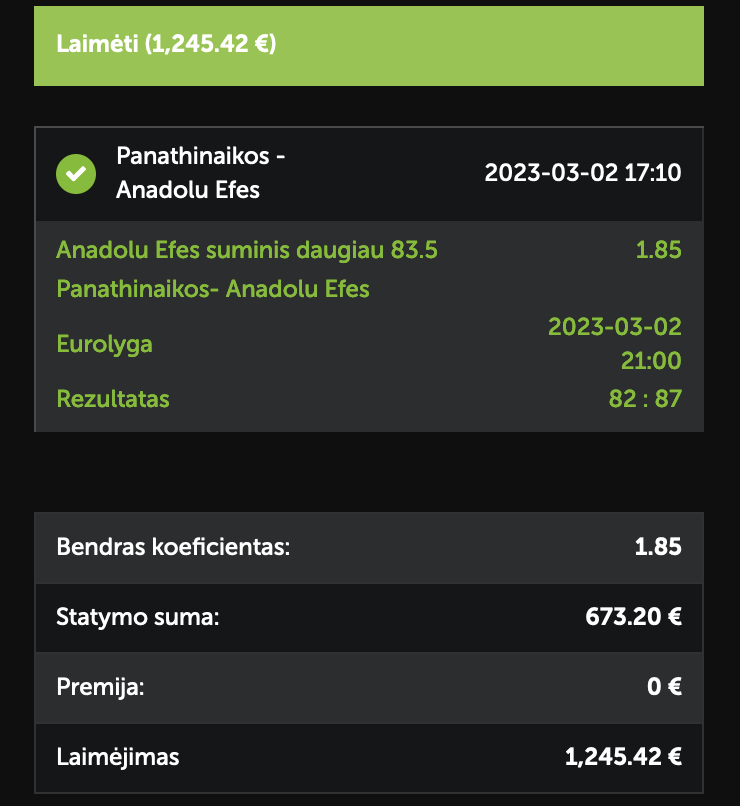 Laimėti (1,245.42 €)
Panathinaikos -
Anadolu Efes
2023-03-02 17:10
Anadolu Efes suminis daugiau 83.5 1.85
Panathinaikos- Anadolu Efes
Eurolyga
2023-03-02
21:00
Rezultatas 82 : 87
Bendras koeficientas: 1.85
Statymo suma: 673.20 €
Premija: 0 €
Laimėjimas 1,245.42 €